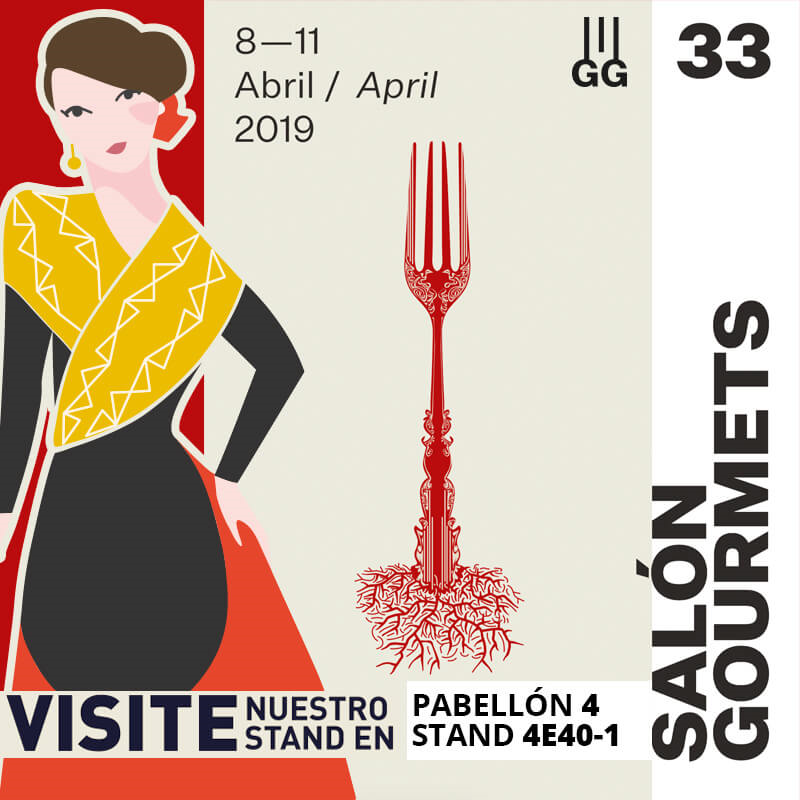 8—11
Abril / April
2019
GG
33
SALÓN
GOURMETS
VISITE
NUESTRO
STAND EN
PABELLÓN 4
STAND 4E40-1